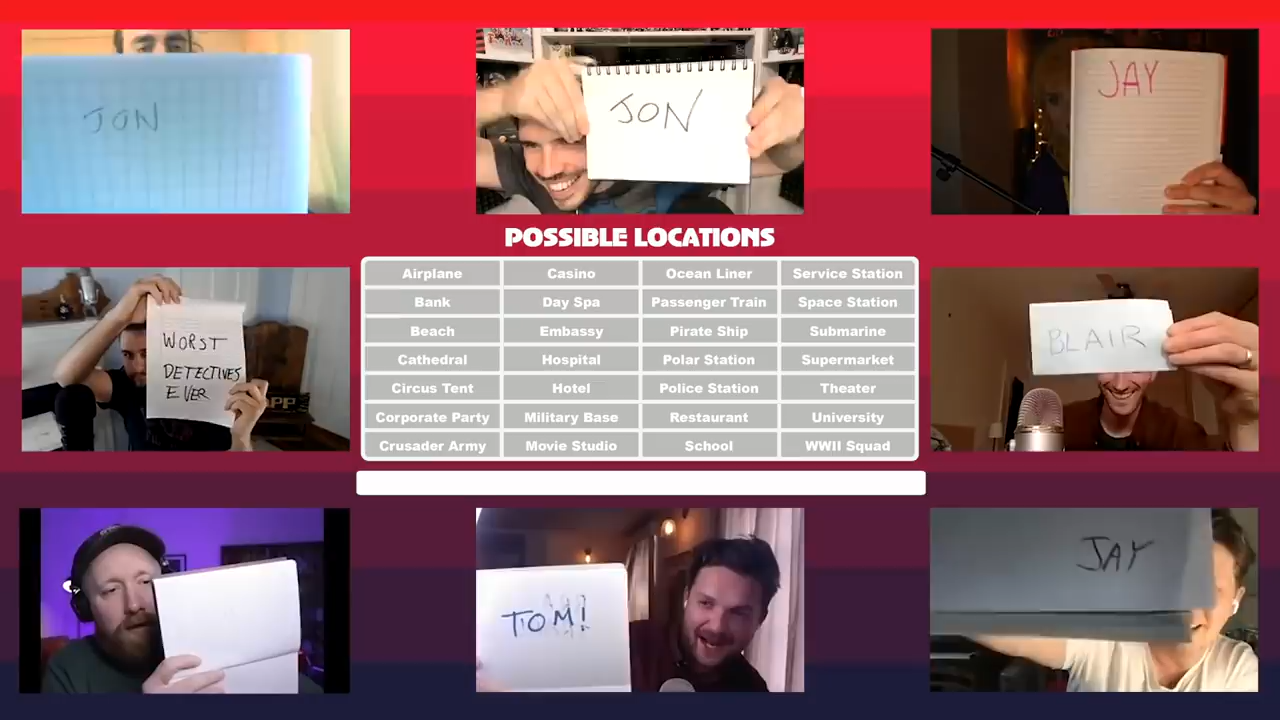 JON
JON
JAY
POSSIBLE LOCATIONS
Airplane Casino Ocean Liner Service Station
Bank Day Spa Passenger Train Space Station
Beach Embassy Pirate Ship Submarine
Cathedral Hospital Polar Station Supermarket
Circus Tent Hotel Police Station Theater
Corporate Party Military Base Restaurant University
Crusader Army Movie Studio School WWII Squad
WORST
DETECTIVES
EVER
BLAIR
TOM!
JAY